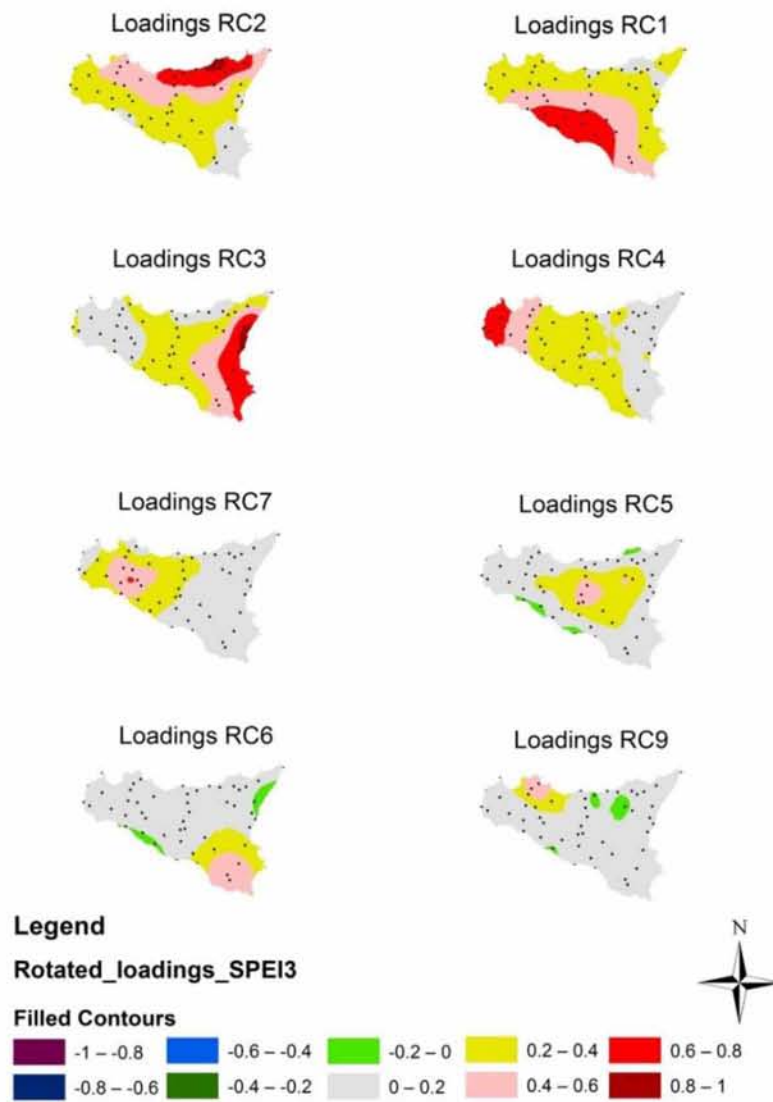 Loadings RC2
Loadings RC1
Loadings RC3
Loadings RC4
Loadings RC7
Loadings RC5
Loadings RC6
Loadings RC9
Legend
N
Rotated_loadings_SPEI3
Filled Contours
-1 – -0.8
-0.6 – -0.4
-0.2 – 0
0.2 – 0.4
0.6 – 0.8
-0.8 – -0.6
-0.4 – -0.2
0 – 0.2
0.4 – 0.6
0.8 – 1